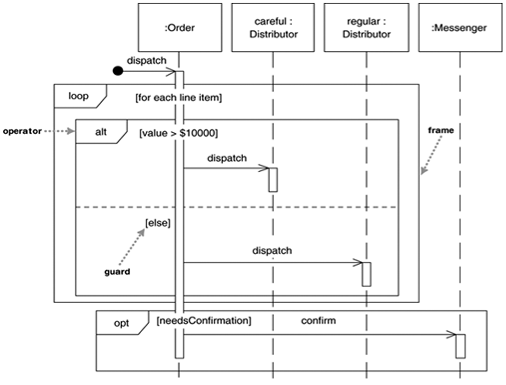 :Order
careful :
Distributor
regular :
Distributor
:Messenger
dispatch
loop
[for each line item]
operator
alt
[value > $10000]
frame
dispatch
[else]
dispatch
guard
opt
[needsConfirmation]
confirm